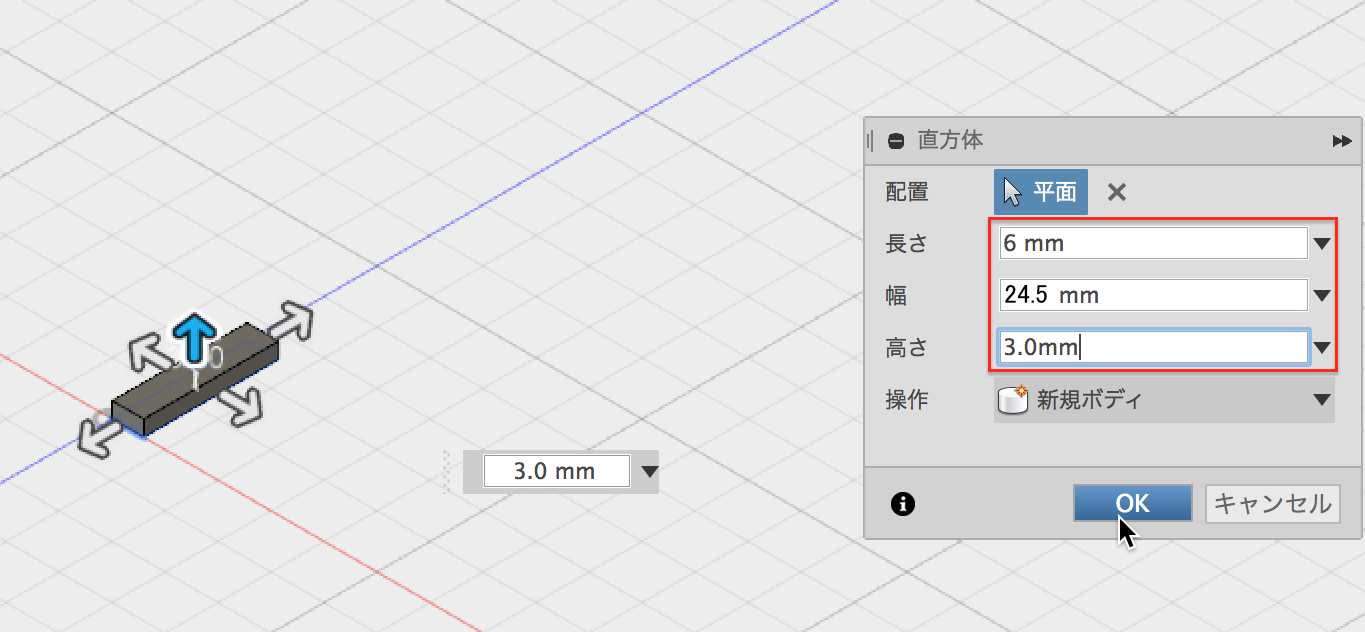 直方体
配置 平面
長さ 6 mm
幅 24.5 mm
高さ 3.0mm
操作 新規ボディ
3.0 mm
OK キャンセル